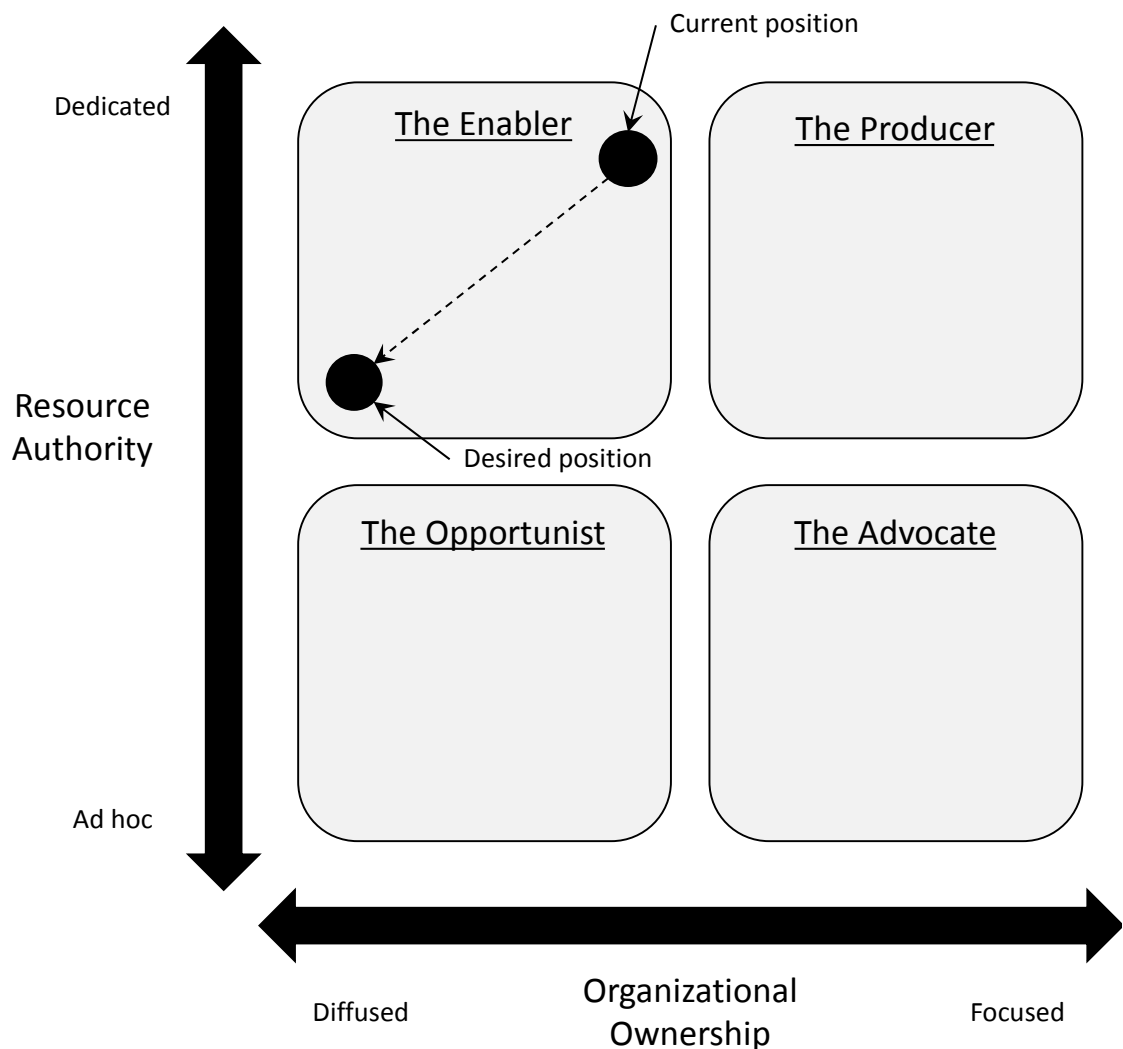 Current position
Dedicated
The Enabler
The Producer
Resource
Authority
Desired position
The Opportunist
The Advocate
Ad hoc
Diffused
Organizational
Ownership
Focused